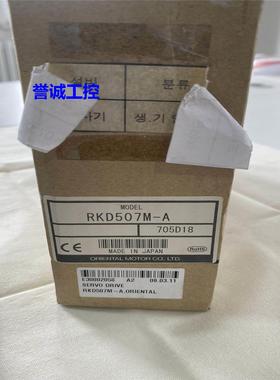 誉诚工控
설비
분류
하기
생.기
MODEL
RKD507M-A
705D18
CE
MADE IN JAPAN
RoHS
ORIENTAL MOTOR CO. LTD.
E30002056 A2 09.03.11
SERVO DRIVE
RKD507M-A,ORIENTAL